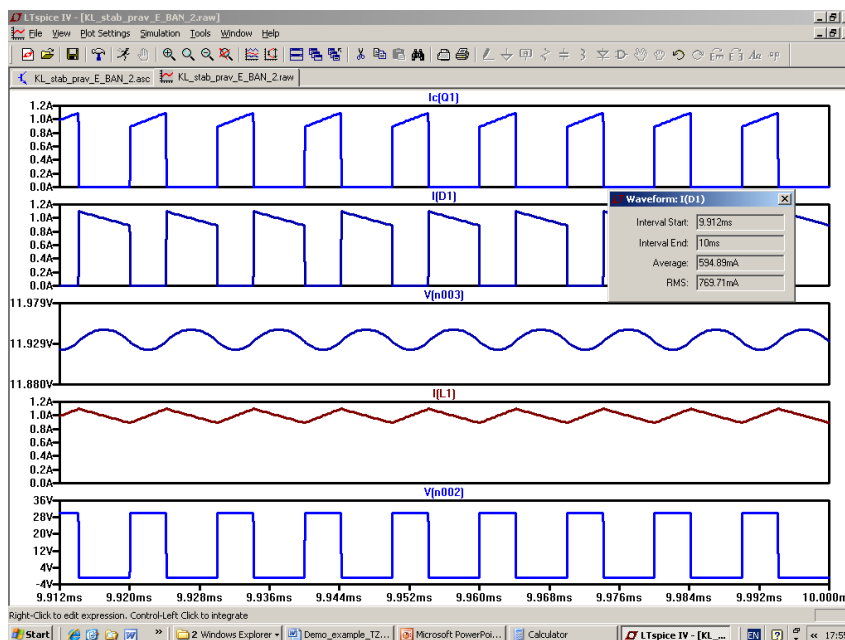 LTspice IV - [KL_stab_prav_E_BAN_2.raw]
File View Plot Settings Simulation Tools Window Help
KL_stab_prav_E_BAN_2.asc KL_stab_prav_E_BAN_2.raw
Ic(Q1)
1.2A
1.0A
0.8A
0.6A
0.4A
0.2A
0.0A
I(D1)
1.2A
1.0A
0.8A
0.6A
0.4A
0.2A
0.0A
Waveform: I(D1)
Interval Start: 9.912ms
Interval End: 10ms
Average: 594.89mA
RMS: 769.71mA
V(n003)
11.979V
11.929V
11.880V
I(L1)
1.2A
1.0A
0.8A
0.6A
0.4A
0.2A
0.0A
V(n002)
36V
28V
20V
12V
4V
-4V
9.912ms 9.920ms 9.928ms 9.936ms 9.944ms 9.952ms 9.960ms 9.968ms 9.976ms 9.984ms 9.992ms 10.000m
Right-Click to edit expression. Control-Left Click to integrate
Start » 2 Windows Explorer Demo_example_TZ... Microsoft PowerPoi... Calculator LTspice IV - [KL_... EN « 17:55